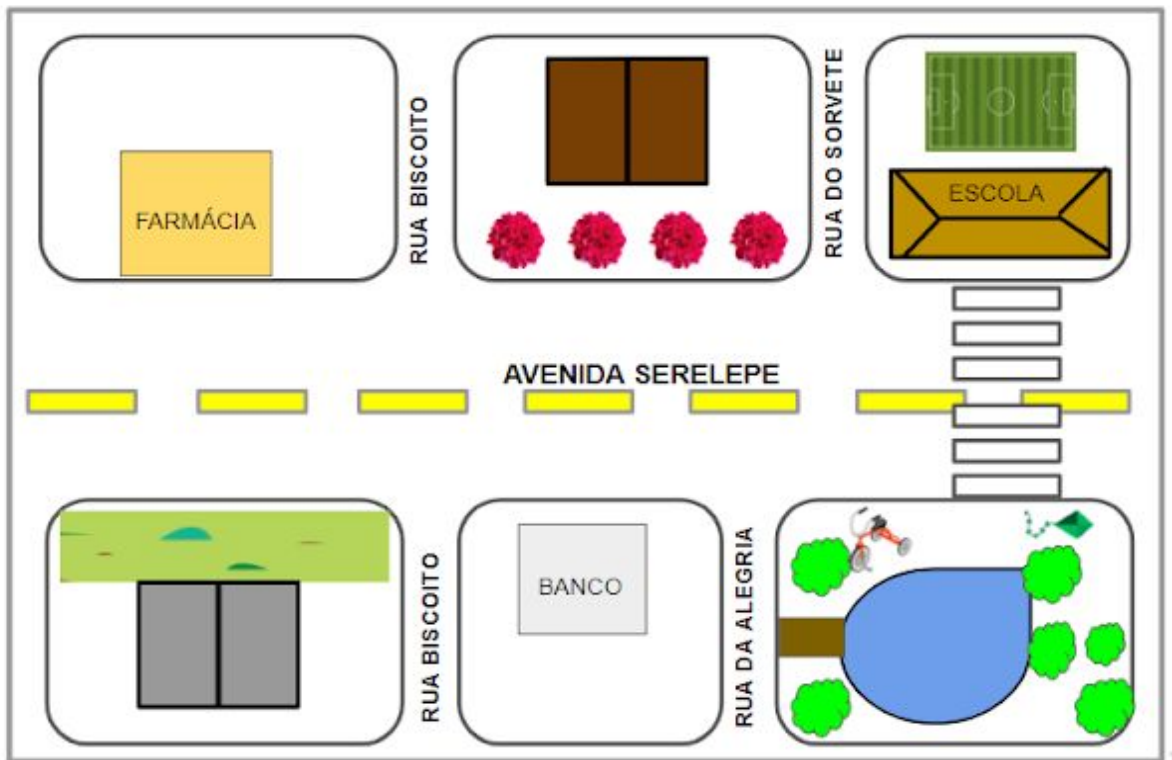 FARMÁCIA
RUA BISCOITO
RUA DO SORVETE
ESCOLA
AVENIDA SERELEPE
RUA BISCOITO
BANCO
RUA DA ALEGRIA